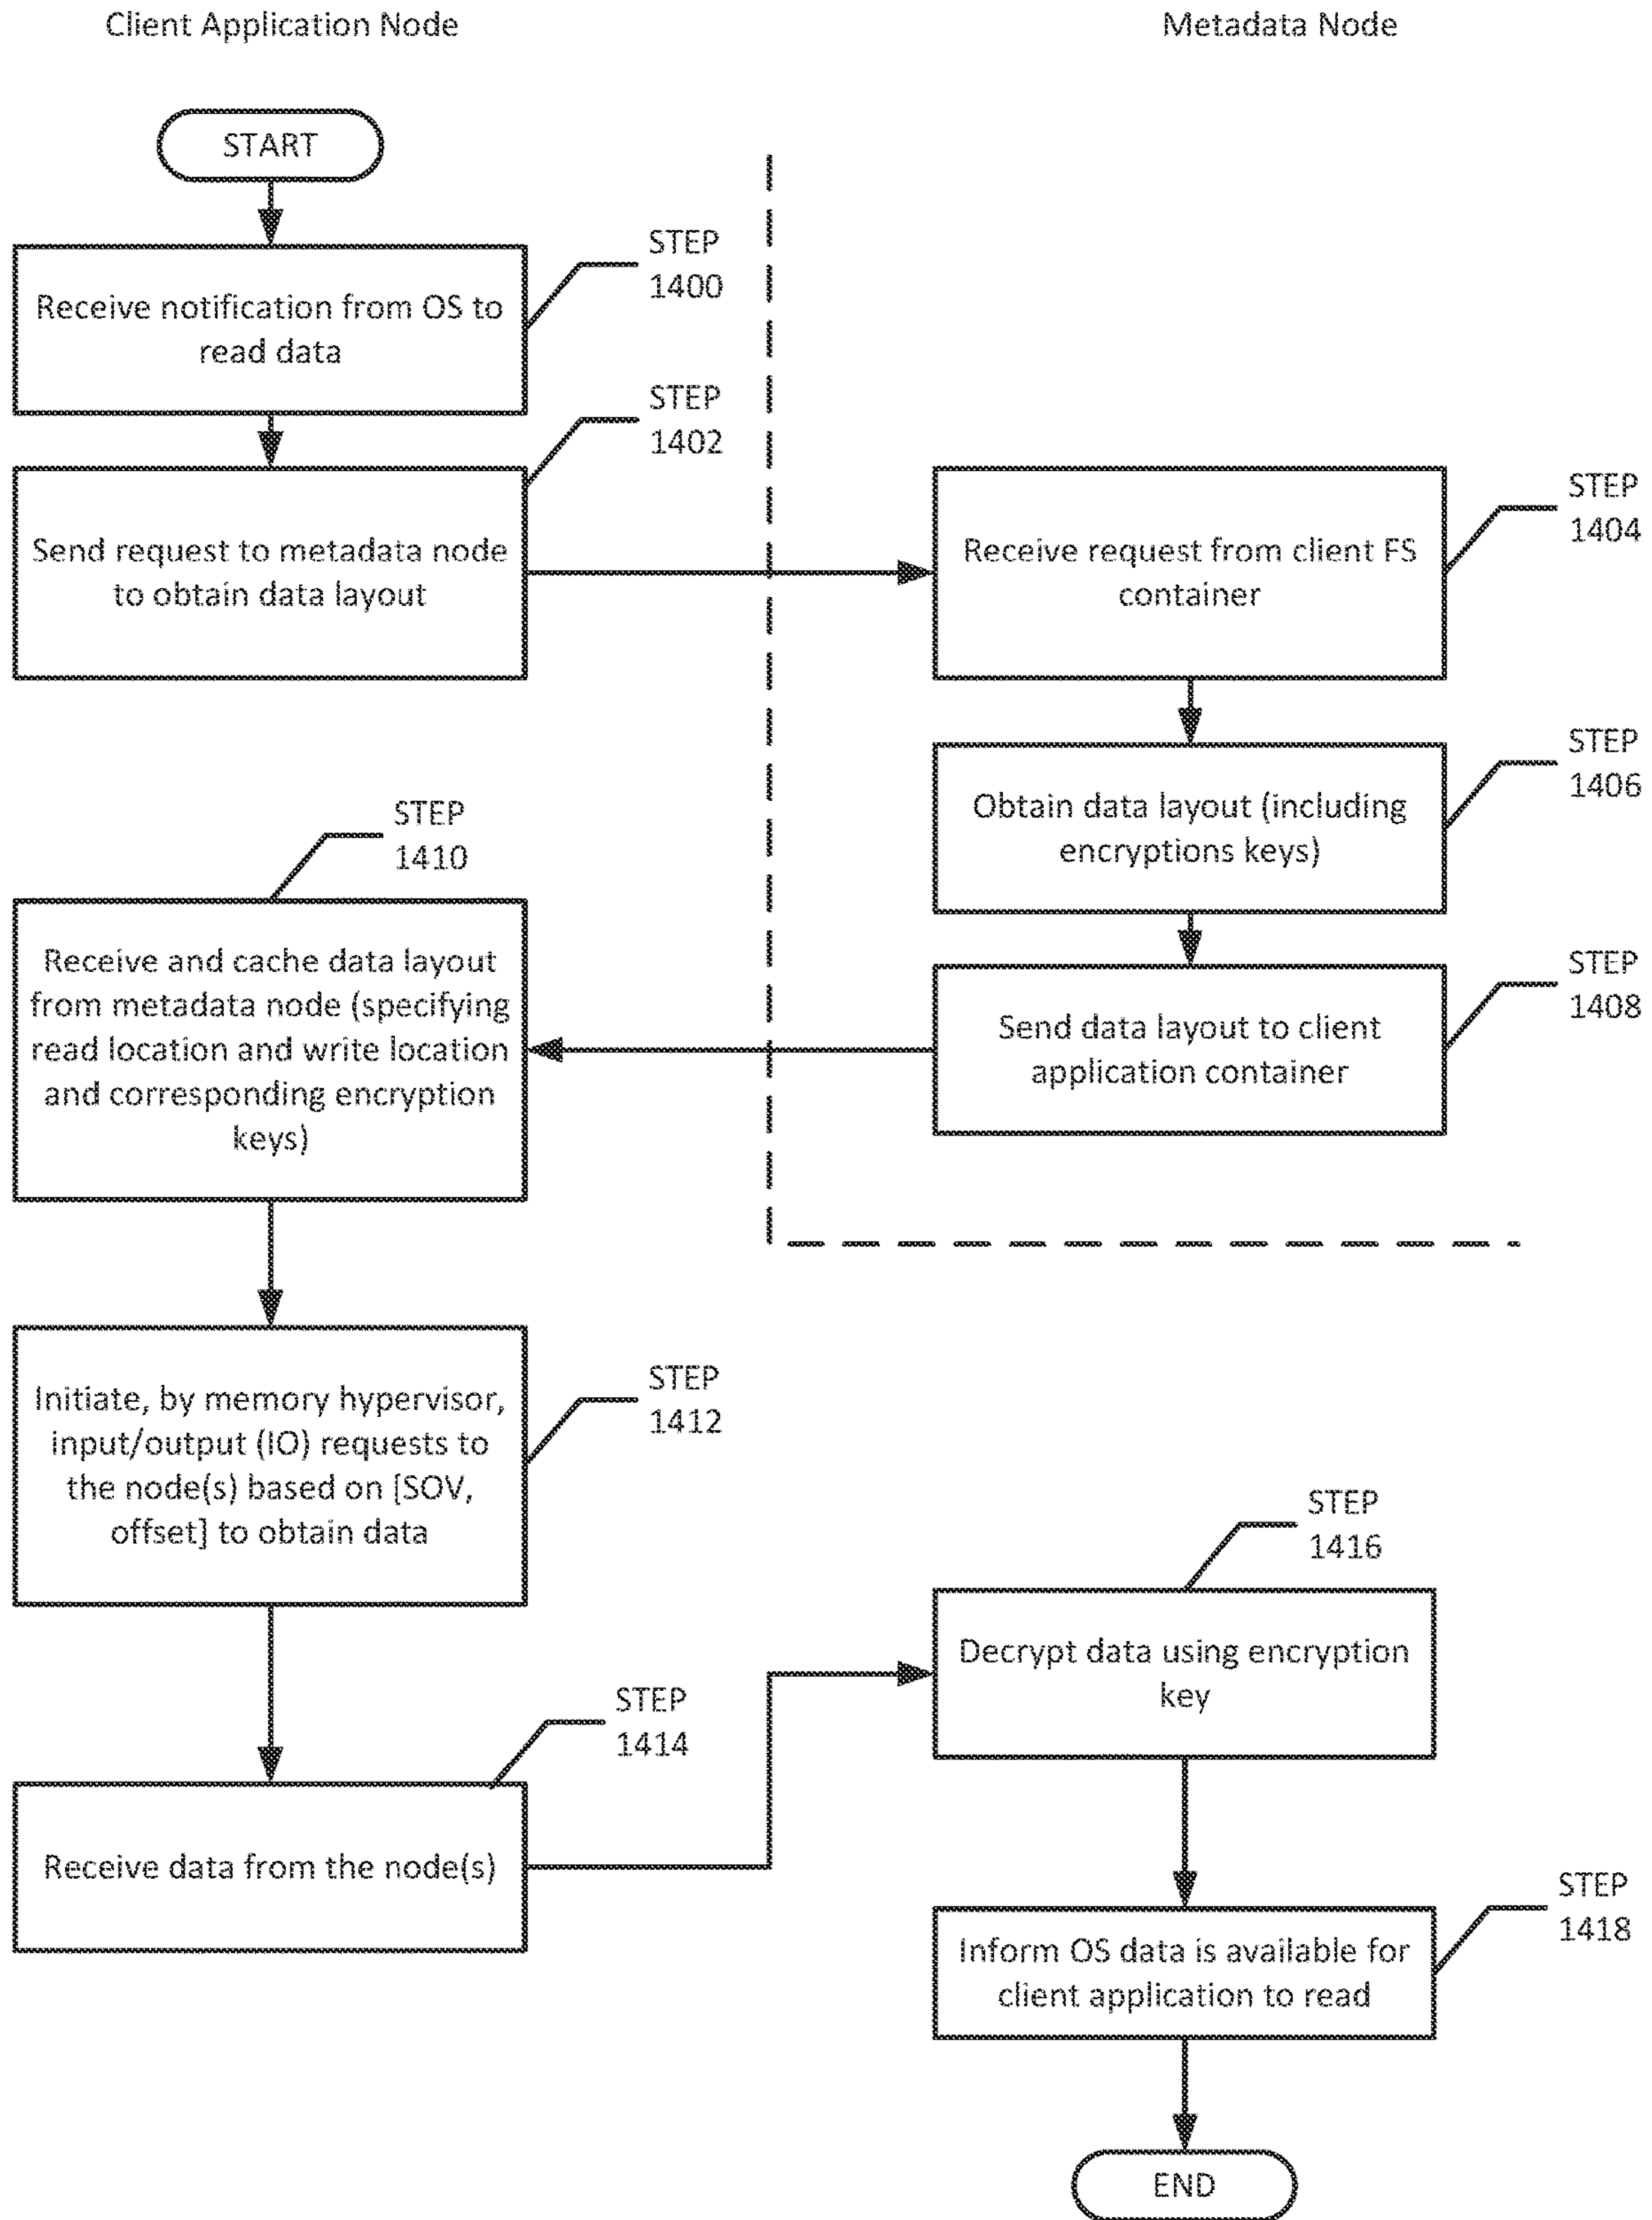 Client Application Node
Metadata Node
START
STEP
1400
Receive notification from OS to
read data
STEP
1402
Send request to metadata node
to obtain data layout
STEP
1404
Receive request from client FS
container
STEP
1406
Obtain data layout (including
encryptions keys)
STEP
1408
Send data layout to client
application container
STEP
1410
Receive and cache data layout
from metadata node (specifying
read location and write location
and corresponding encryption
keys)
STEP
1412
Initiate, by memory hypervisor,
input/output (IO) requests to
the node(s) based on [SOV,
offset] to obtain data
STEP
1414
Receive data from the node(s)
STEP
1416
Decrypt data using encryption
key
STEP
1418
Inform OS data is available for
client application to read
END